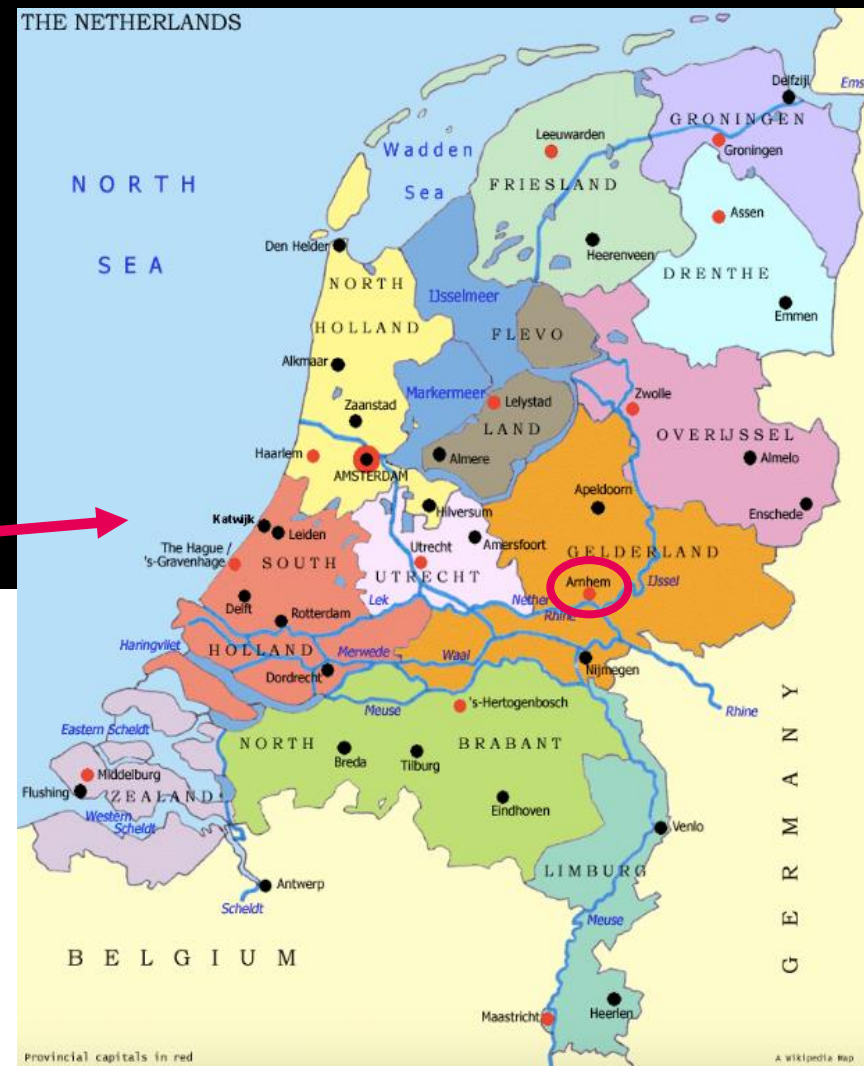 THE NETHERLANDS
Delfzijl
Ems
GRONINGEN
Leeuwarden
Groningen
Wadden
Sea
FRIESLAND
NORTH
SEA
Assen
Den Helder
Heerenveen
DRENTHE
NORTH
HOLLAND
IJsselmeer
Emmen
FLEVO
Alkmaar
Markermeer
Lelystad
Zwolle
Zaanstad
LAND
OVERIJSSEL
Haarlem
Almere
Almelo
AMSTERDAM
Apeldoorn
Hilversum
Enschede
Katwijk
Leiden
Utrecht
Amersfoort
The Hague /
's-Gravenhage
SOUTH
UTRECHT
GELDERLAND
Arnhem
IJssel
Delft
Lek
Nether
Rhine
Rotterdam
Haringvliet
HOLLAND
Merwede
Waal
Dordrecht
Nijmegen
Meuse
's-Hertogenbosch
Rhine
Eastern Scheldt
NORTH
BRABANT
Breda
Tilburg
Middelburg
Flushing
ZEALAND
Eindhoven
Western
Scheldt
Venlo
GERMANY
LIMBURG
Antwerp
Scheldt
Meuse
BELGIUM
Maastricht
Heerlen
Provincial capitals in red
A Wikipedia Map